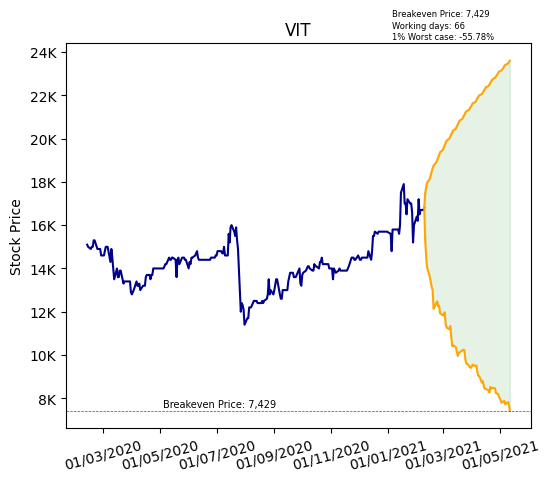 Breakeven Price: 7,429
Working days: 66
1% Worst case: -55.78%
VIT
24K
22K
20K
18K
16K
14K
12K
10K
8K
Stock Price
Breakeven Price: 7,429
01/03/2020
01/05/2020
01/07/2020
01/09/2020
01/11/2020
01/01/2021
01/03/2021
01/05/2021